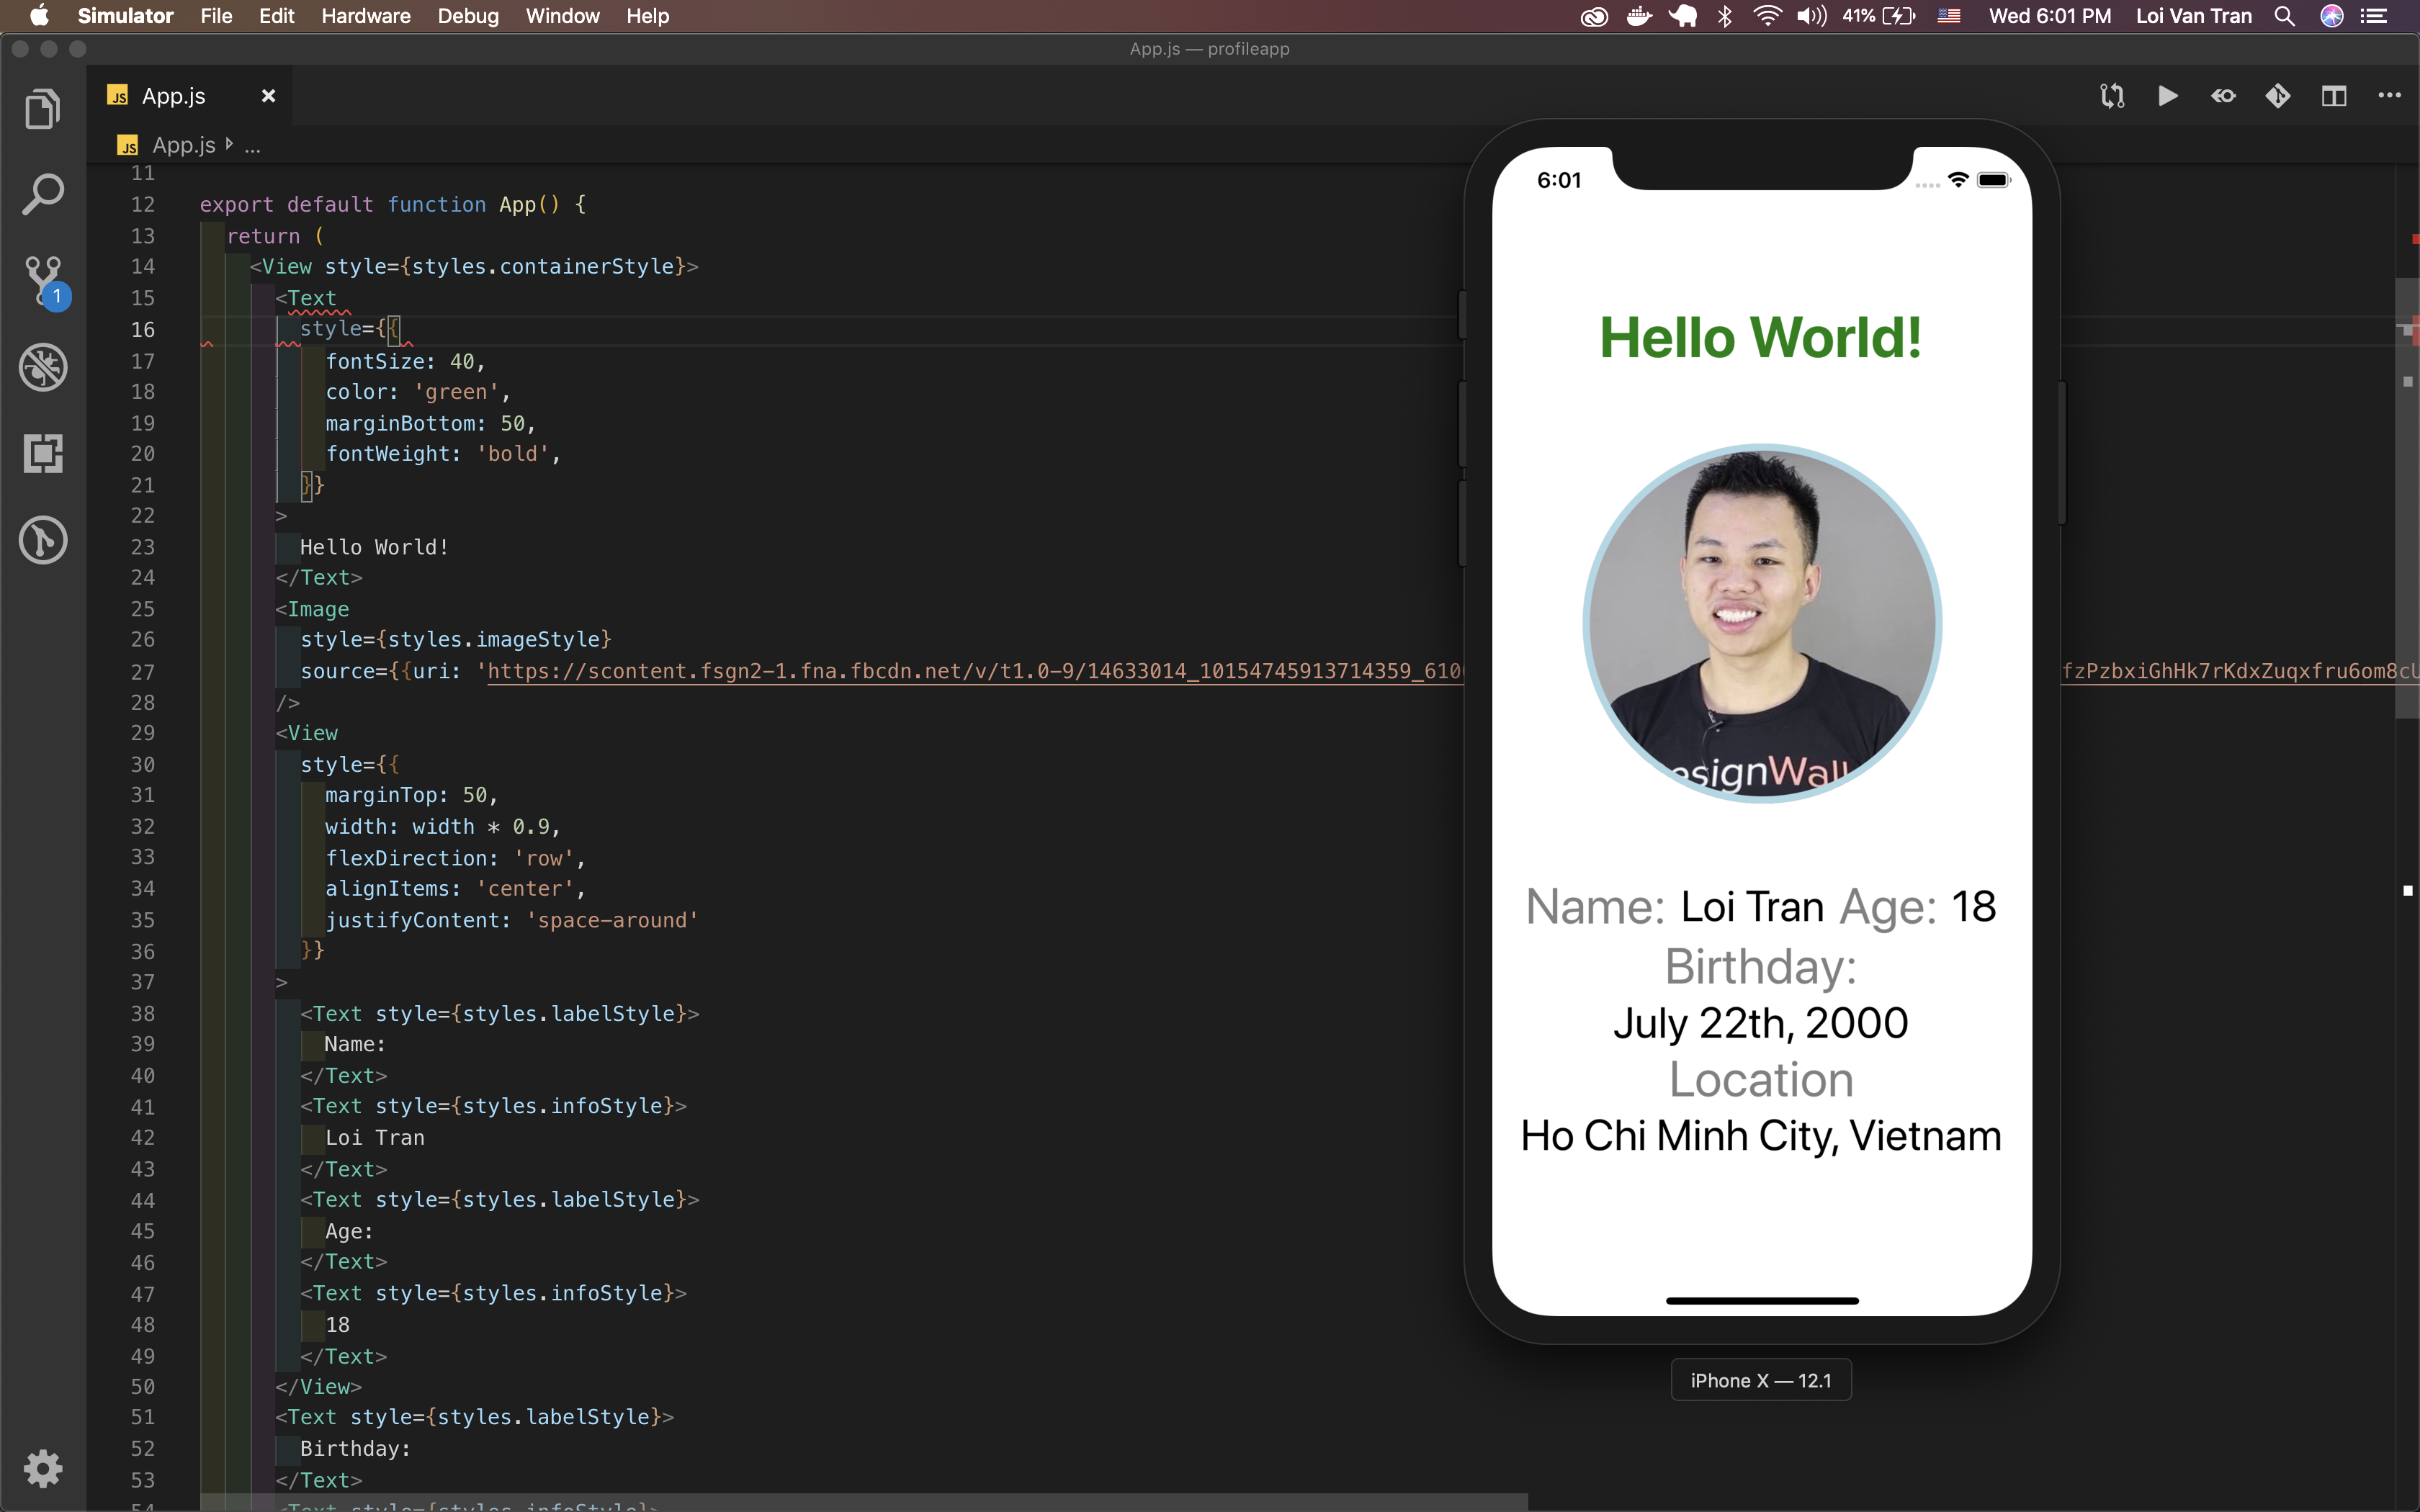 Simulator File Edit Hardware Debug Window Help 41% Wed 6:01 PM Loi Van Tran
App.js — profileapp
JS App.js ×
JS App.js ...
11
12 export default function App() {
13 return (
14 <View style={styles.containerStyle}>
15 <Text
16 style={{
17 fontSize: 40,
18 color: 'green',
19 marginBottom: 50,
20 fontWeight: 'bold',
21 }}
22 >
23 Hello World!
24 </Text>
25 <Image
26 style={styles.imageStyle}
27 source={{uri: 'https://scontent.fsgn2-1.fna.fbcdn.net/v/t1.0-9/14633014_10154745913714359_610 fzPzbxiGhHk7rKdxZuqxfru6om8cU
28 />
29 <View
30 style={{
31 marginTop: 50,
32 width: width * 0.9,
33 flexDirection: 'row',
34 alignItems: 'center',
35 justifyContent: 'space-around'
36 }}
37 >
38 <Text style={styles.labelStyle}>
39 Name:
40 </Text>
41 <Text style={styles.infoStyle}>
42 Loi Tran
43 </Text>
44 <Text style={styles.labelStyle}>
45 Age:
46 </Text>
47 <Text style={styles.infoStyle}>
48 18
49 </Text>
50 </View>
51 <Text style={styles.labelStyle}>
52 Birthday:
53 </Text>
54 <Text style={styles.infoStyle}>
1
6:01
Hello World!
esignWall
Name: Loi Tran Age: 18
Birthday:
July 22th, 2000
Location
Ho Chi Minh City, Vietnam
iPhone X — 12.1